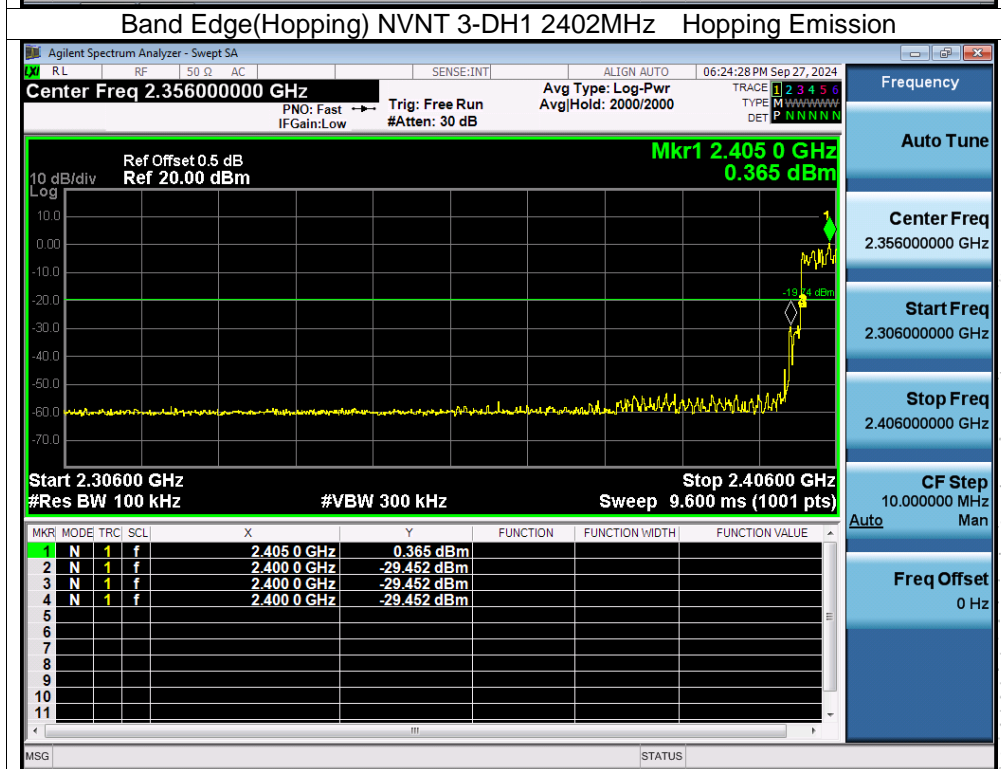 Band Edge(Hopping) NVNT 3-DH1 2402MHz Hopping Emission
Agilent Spectrum Analyzer - Swept SA
LXI RL RF 50 Ω AC SENSE:INT ALIGN AUTO 06:24:28 PM Sep 27, 2024
Center Freq 2.356000000 GHz
PNO: Fast
IFGain:Low
Trig: Free Run
#Atten: 30 dB
Avg Type: Log-Pwr
Avg|Hold: 2000/2000
TRACE 1 2 3 4 5 6
TYPE M WWWWW
DET P N N N N N
Ref Offset 0.5 dB
Ref 20.00 dBm
10 dB/div
Log
Mkr1 2.405 0 GHz
0.365 dBm
10.0
0.00
-10.0
-20.0
-30.0
-40.0
-50.0
-60.0
-70.0
1
-19.74 dBm
Start 2.30600 GHz Stop 2.40600 GHz
#Res BW 100 kHz #VBW 300 kHz Sweep 9.600 ms (1001 pts)
MKR MODE TRC SCL X Y FUNCTION FUNCTION WIDTH FUNCTION VALUE
1 N 1 f 2.405 0 GHz 0.365 dBm
2 N 1 f 2.400 0 GHz -29.452 dBm
3 N 1 f 2.400 0 GHz -29.452 dBm
4 N 1 f 2.400 0 GHz -29.452 dBm
5
6
7
8
9
10
11
MSG STATUS
Frequency
Auto Tune
Center Freq
2.356000000 GHz
Start Freq
2.306000000 GHz
Stop Freq
2.406000000 GHz
CF Step
10.000000 MHz
Auto Man
Freq Offset
0 Hz